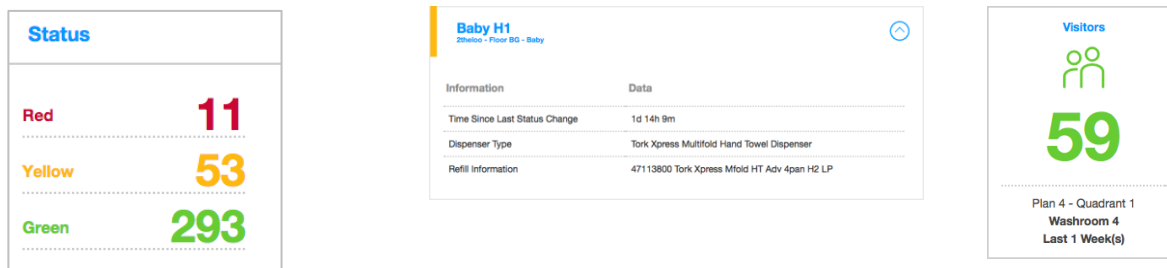 Status
Red 11
Yellow 53
Green 293
Baby H1
2theloo - Floor BG - Baby
Information Data
Time Since Last Status Change 1d 14h 9m
Dispenser Type Tork Xpress Multifold Hand Towel Dispenser
Refill Information 47113800 Tork Xpress Mfold HT Adv 4pan H2 LP
Visitors
59
Plan 4 - Quadrant 1
Washroom 4
Last 1 Week(s)